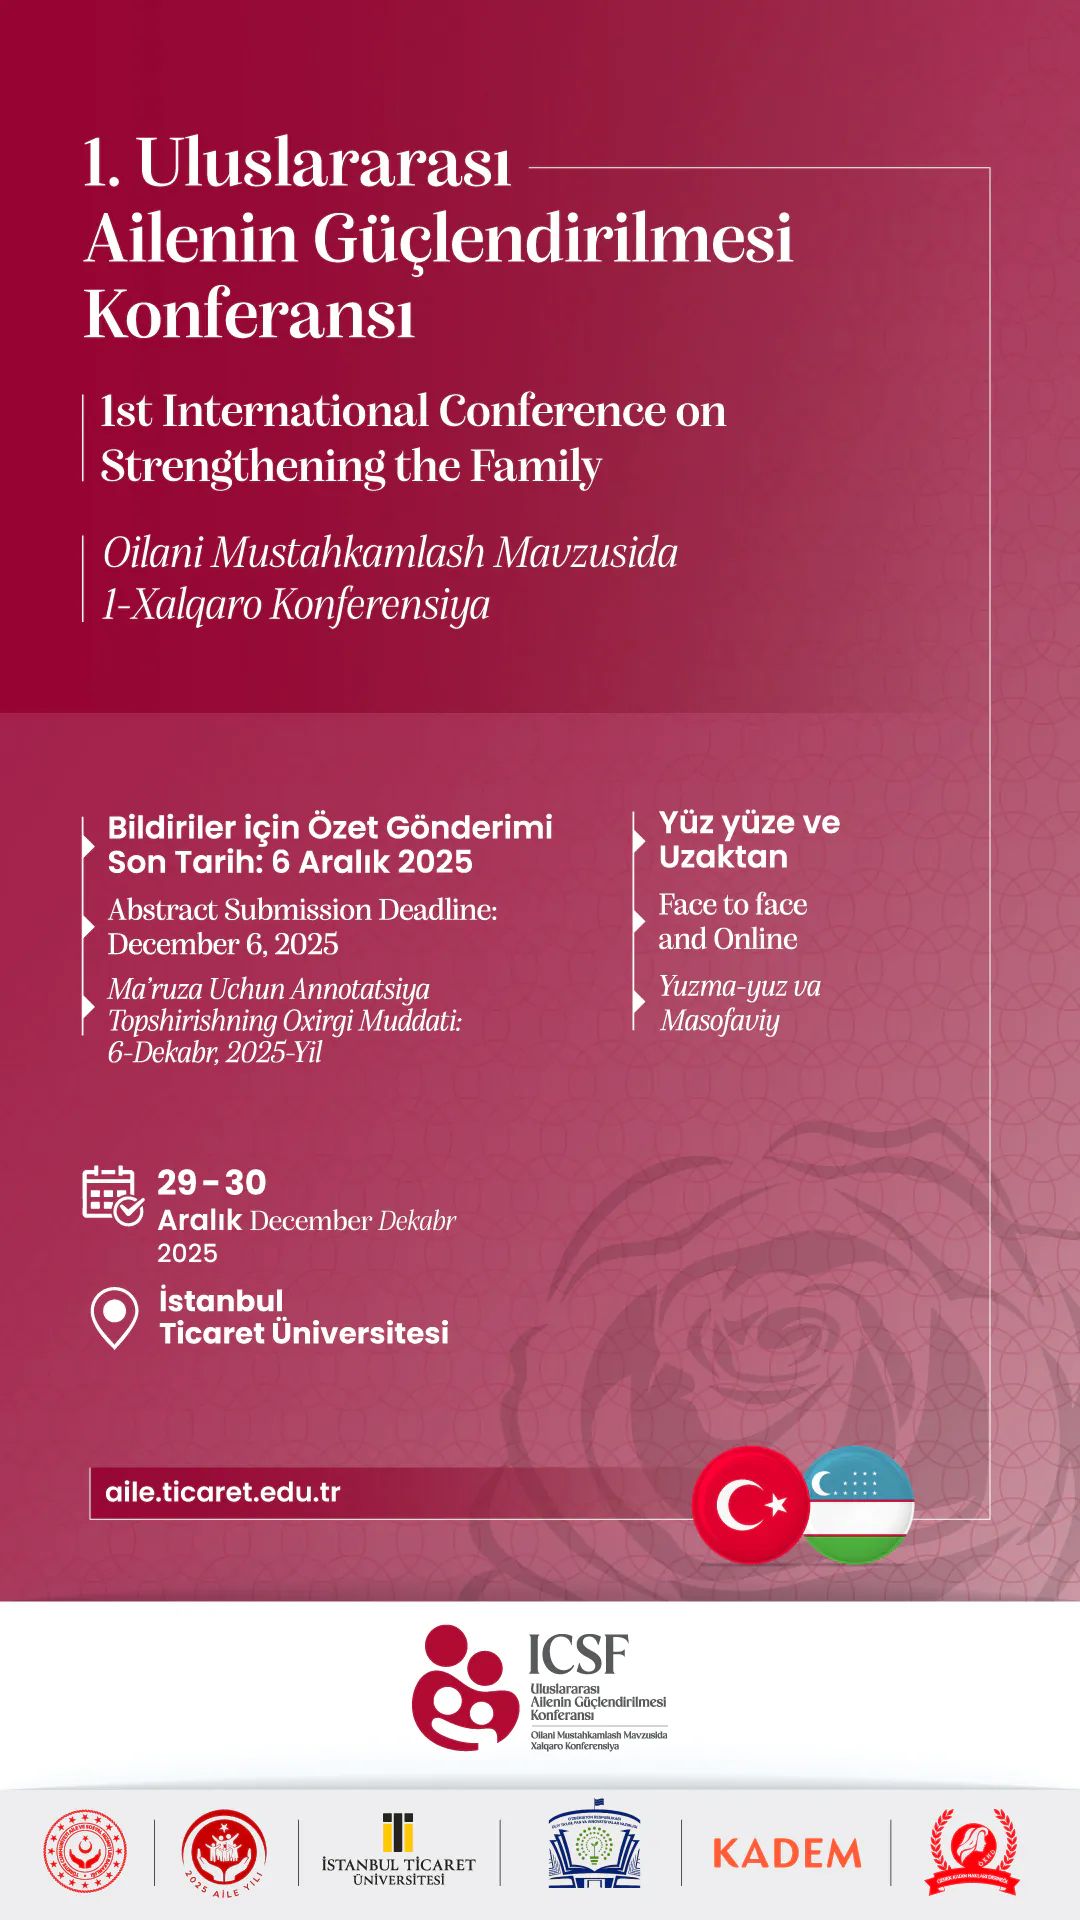 1. Uluslararası
Ailenin Güçlendirilmesi
Konferansı
1st International Conference on
Strengthening the Family
Oilani Mustahkamlash Mavzusida
1-Xalqaro Konferensiya
Bildiriler için Özet Gönderimi
Son Tarih: 6 Aralık 2025
Abstract Submission Deadline:
December 6, 2025
Ma’ruza Uchun Annotatsiya
Topshirishning Oxirgi Muddati:
6-Dekabr, 2025-Yil
Yüz yüze ve
Uzaktan
Face to face
and Online
Yuzma-yuz va
Masofaviy
29–30
Aralık December Dekabr
2025
İstanbul
Ticaret Üniversitesi
aile.ticaret.edu.tr
ICSF
Uluslararası
Ailenin Güçlendirilmesi
Konferansı
Oilani Mustahkamlash Mavzusida
Xalqaro Konferensiya
2025 AİLE YILI
İSTANBUL TİCARET
ÜNİVERSİTESİ
KADEM